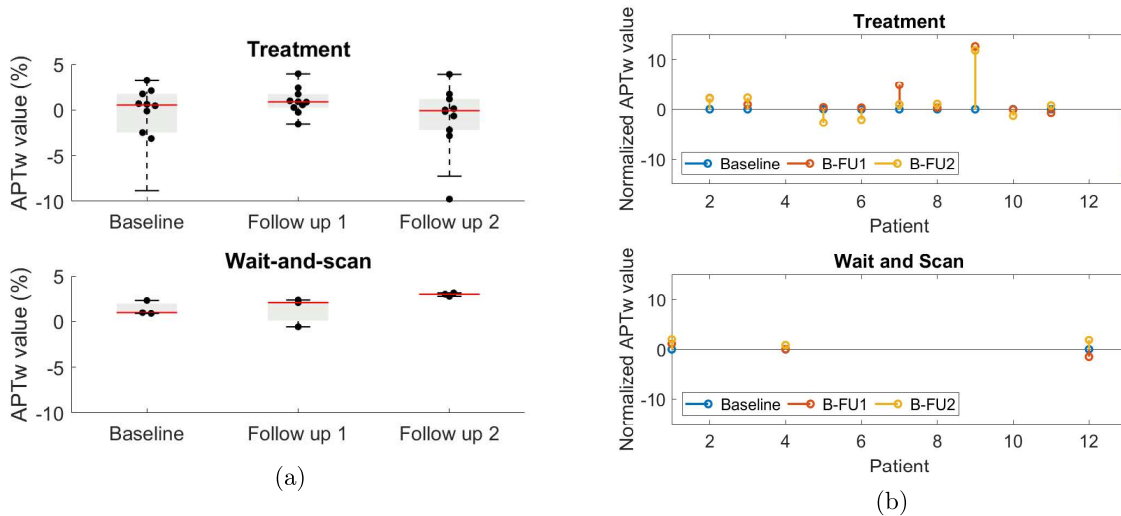 Treatment
APTw value (%)
5
0
-5
-10
Baseline Follow up 1 Follow up 2
Wait-and-scan
APTw value (%)
5
0
-5
-10
Baseline Follow up 1 Follow up 2
(a)
Treatment
Normalized APTw value
10
0
-10
Baseline B-FU1 B-FU2
2 4 6 8 10 12
Patient
Wait and Scan
Normalized APTw value
10
0
-10
Baseline B-FU1 B-FU2
2 4 6 8 10 12
Patient
(b)